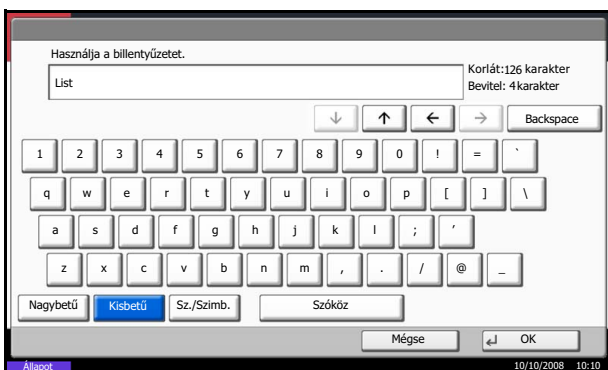 Használja a billentyűzetet.
List
Korlát:126 karakter
Bevitel: 4karakter
↓ ↑ ← → Backspace
1 2 3 4 5 6 7 8 9 0 ! = `
q w e r t y u i o p [ ] \
a s d f g h j k l ; ′
z x c v b n m , . / @ _
Nagybetű Kisbetű Sz./Szimb. Szóköz
Mégse OK
Állapot 10/10/2008 10:10